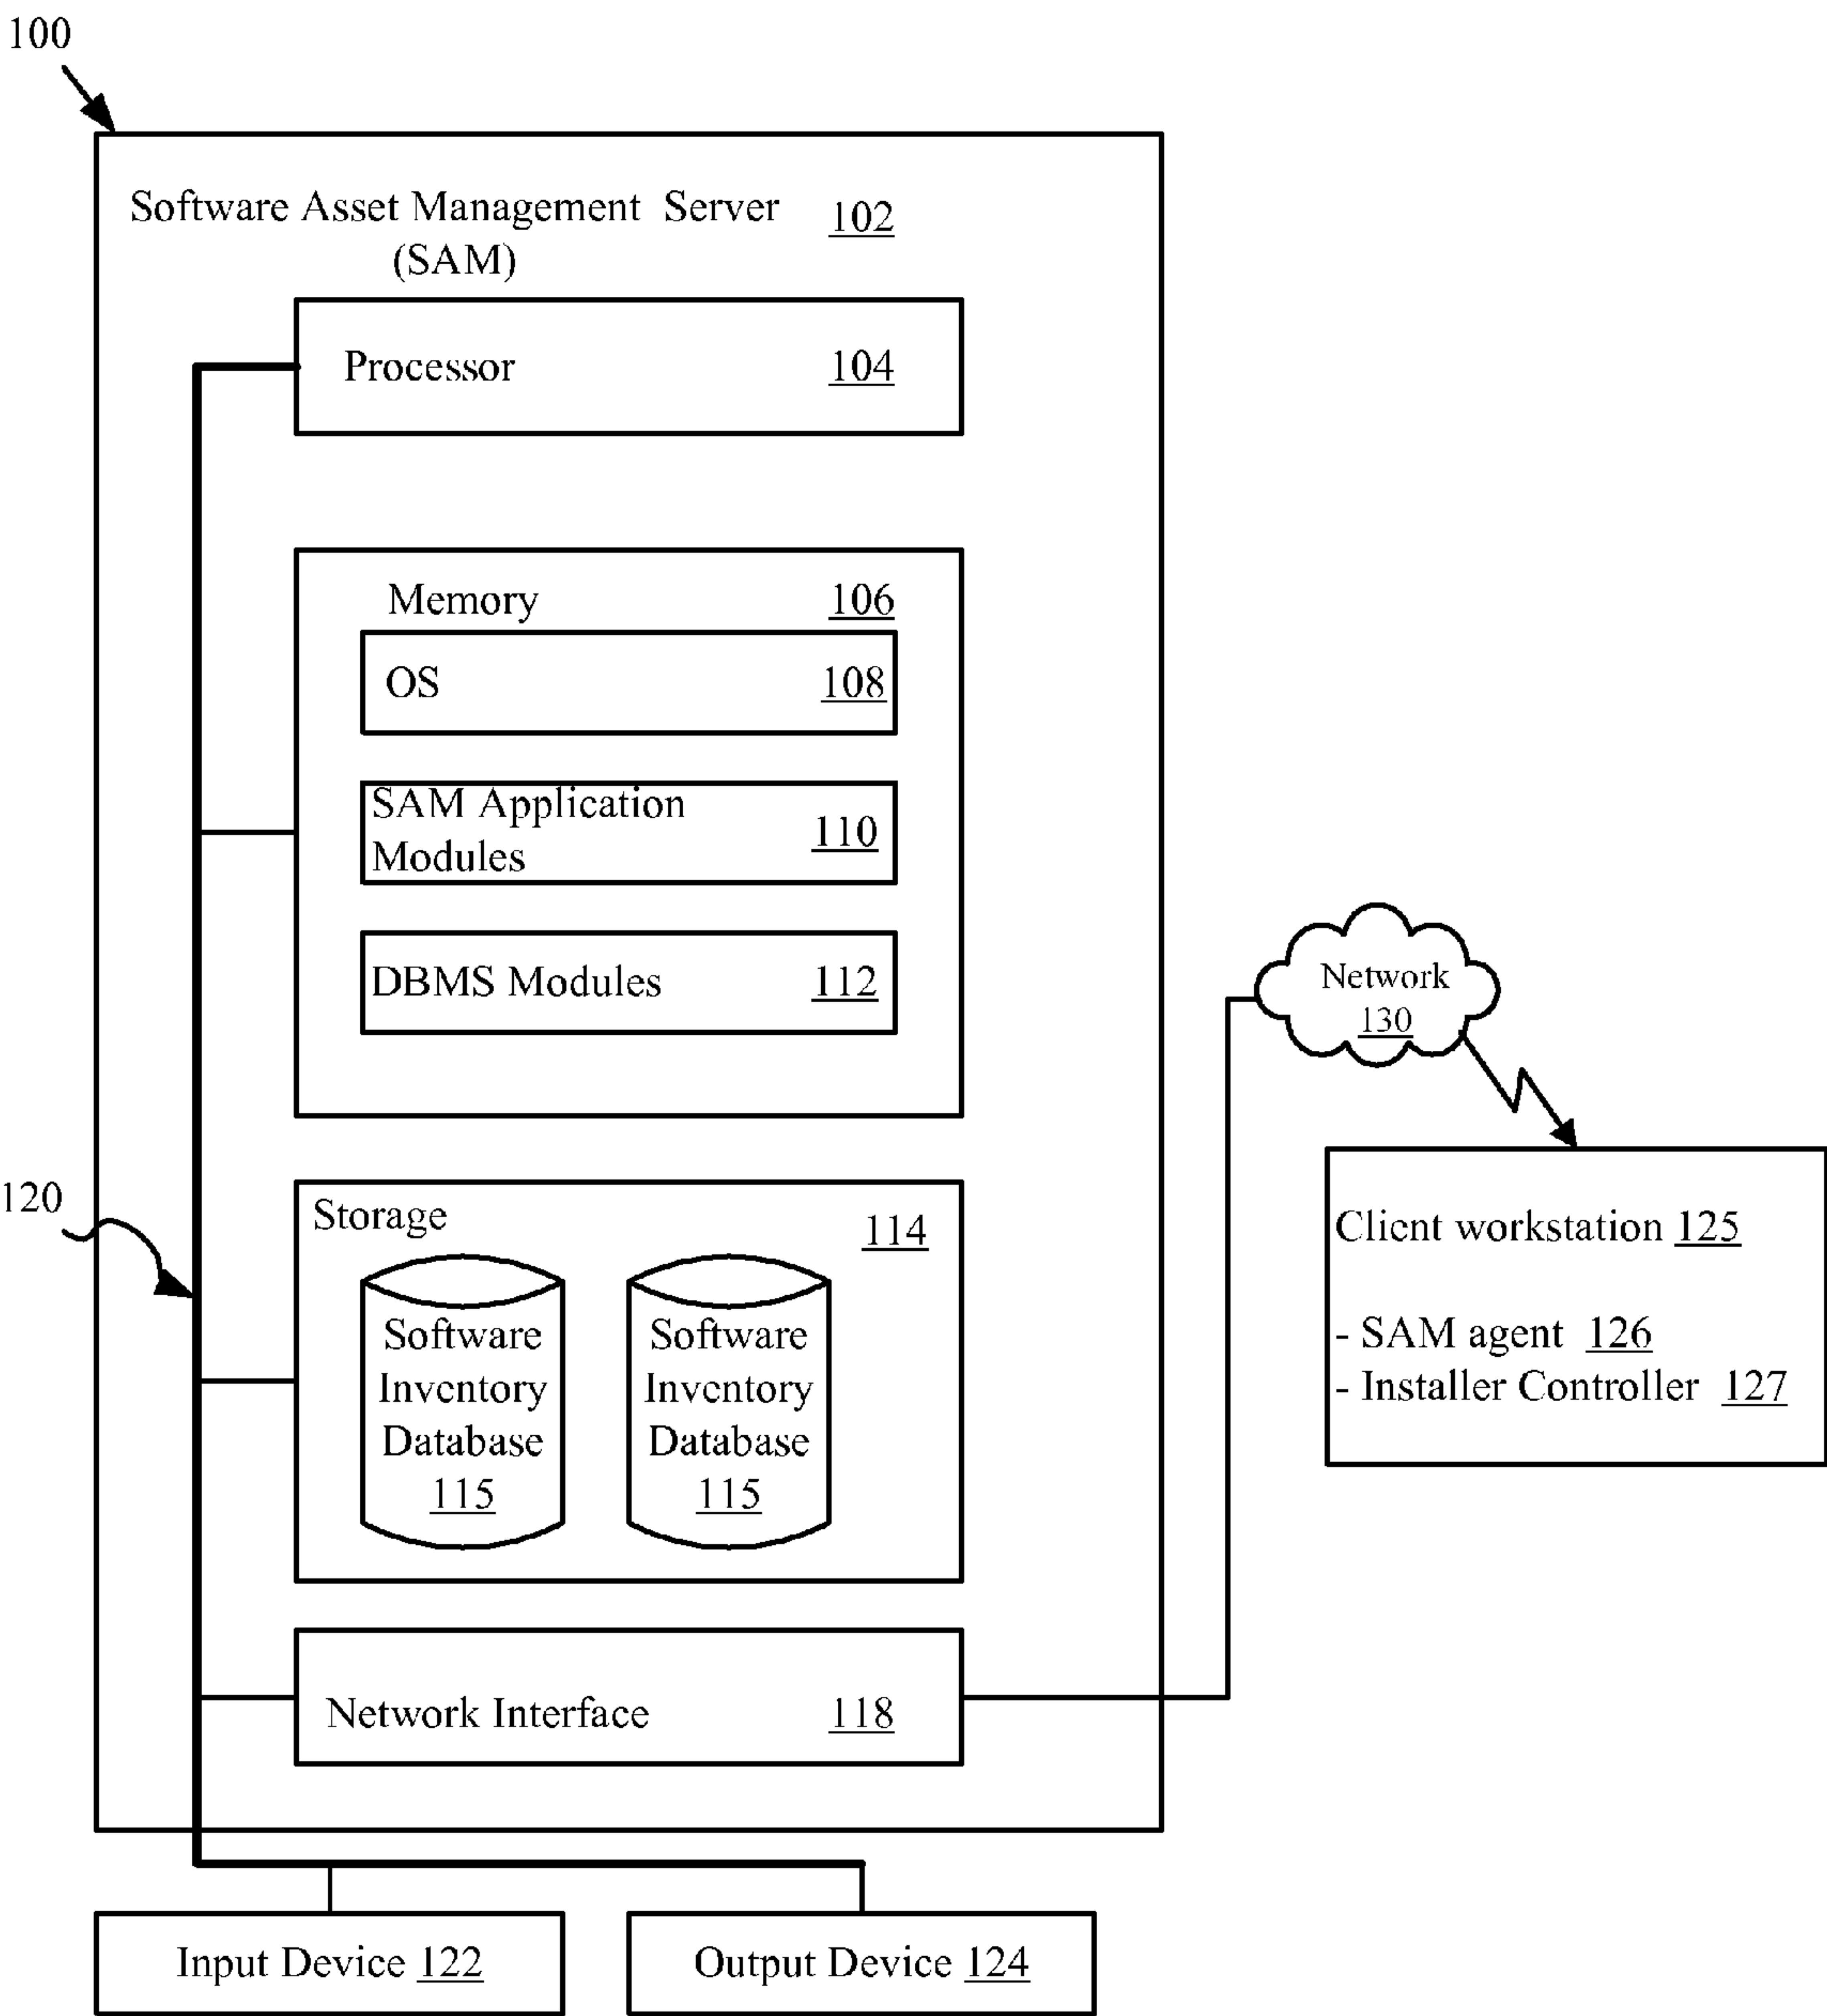 100
Software Asset Management Server 102
(SAM)
Processor 104
Memory 106
OS 108
SAM Application
Modules 110
DBMS Modules 112
Network
130
120
Storage 114
Software
Inventory
Database
115
Software
Inventory
Database
115
Client workstation 125
- SAM agent 126
- Installer Controller 127
Network Interface 118
Input Device 122
Output Device 124